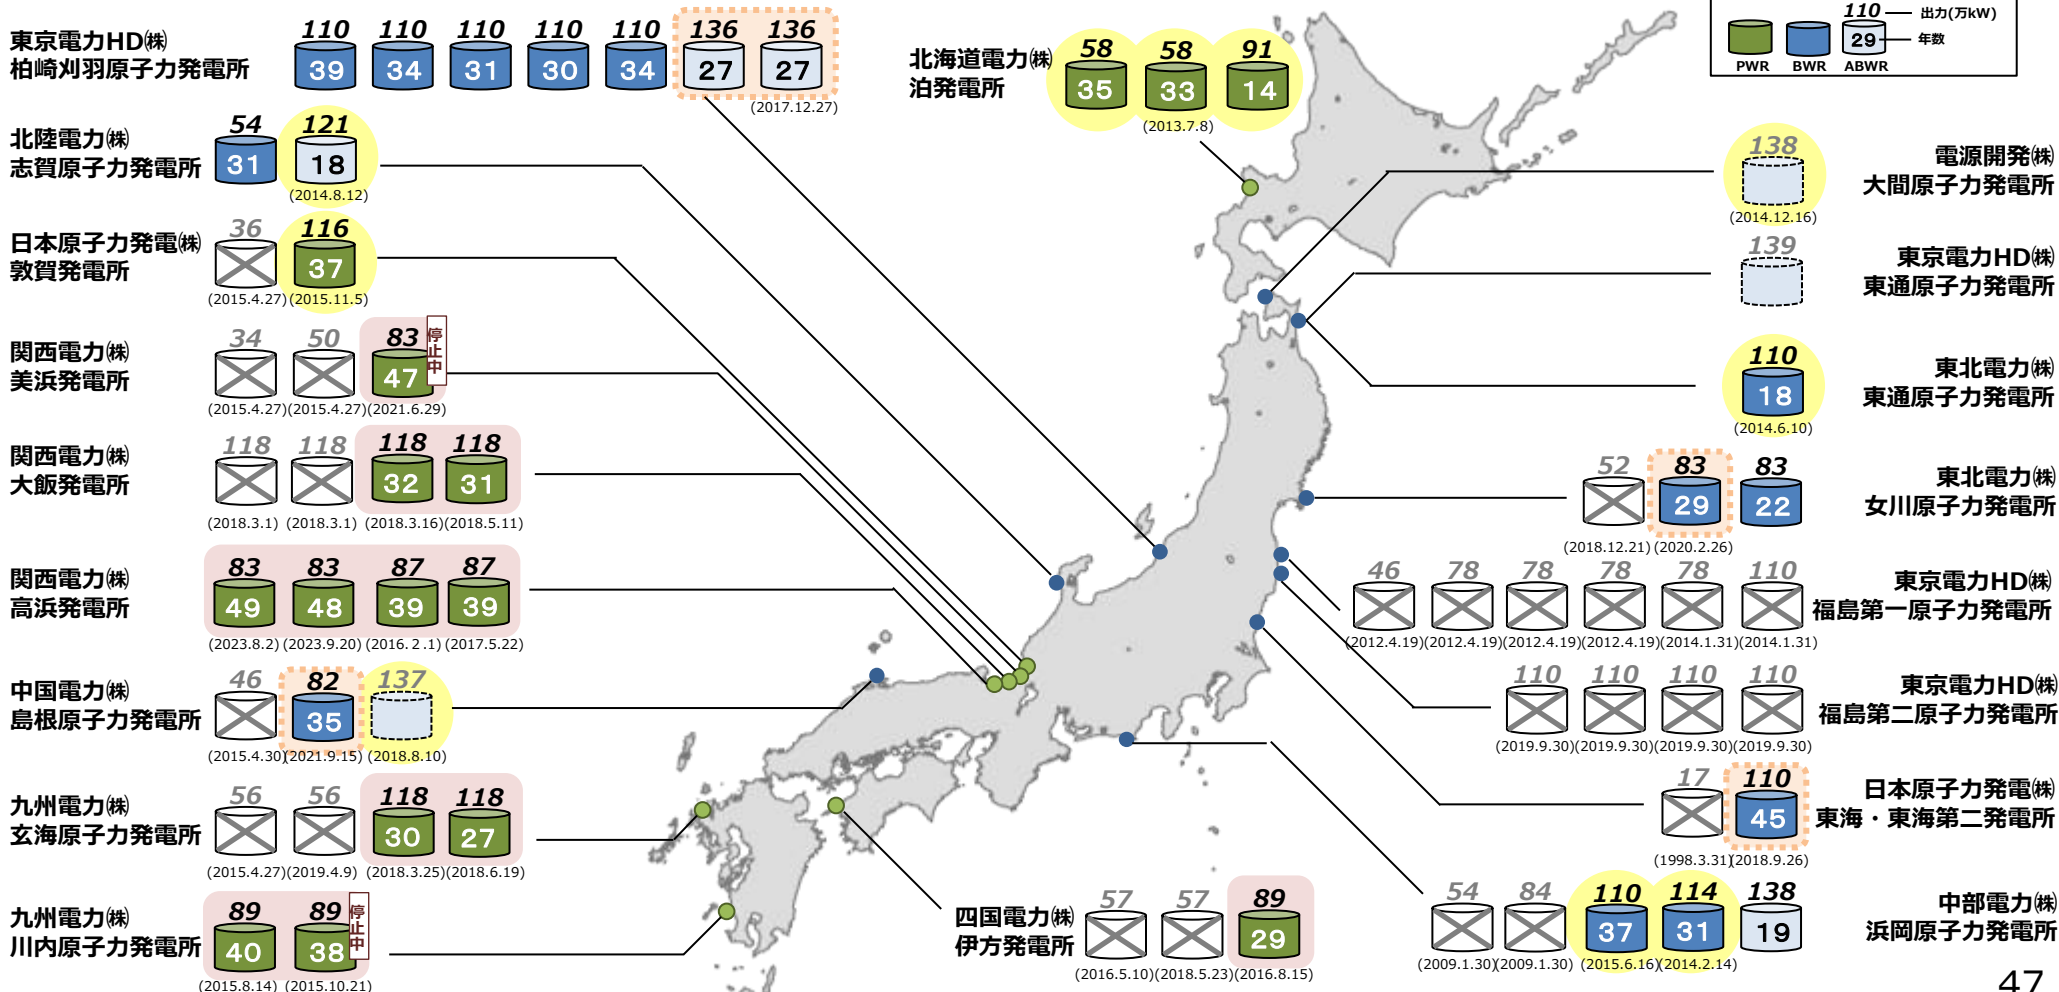 東京電力HD㈱
柏崎刈羽原子力発電所
110 110 110 110 110 136 136
39 34 31 30 34 27 27
(2017.12.27)
北陸電力㈱
志賀原子力発電所
54 121
31 18
(2014.8.12)
日本原子力発電㈱
敦賀発電所
36 116
37
(2015.4.27) (2015.11.5)
関西電力㈱
美浜発電所
34 50 83
47
停止中
(2015.4.27) (2015.4.27) (2021.6.29)
関西電力㈱
大飯発電所
118 118 118 118
32 31
(2018.3.1) (2018.3.1) (2018.3.16) (2018.5.11)
関西電力㈱
高浜発電所
83 83 87 87
49 48 39 39
(2023.8.2) (2023.9.20) (2016.2.1) (2017.5.22)
中国電力㈱
島根原子力発電所
46 82 137
35
(2015.4.30) (2021.9.15) (2018.8.10)
九州電力㈱
玄海原子力発電所
56 56 118 118
30 27
(2015.4.27) (2019.4.9) (2018.3.25) (2018.6.19)
九州電力㈱
川内原子力発電所
89 89
40 38
停止中
(2015.8.14) (2015.10.21)
北海道電力㈱
泊発電所
58 58 91
35 33 14
(2013.7.8)
110 出力(万kW)
29 年数
PWR BWR ABWR
138
(2014.12.16)
電源開発㈱
大間原子力発電所
139
東京電力HD㈱
東通原子力発電所
110
18
(2014.6.10)
東北電力㈱
東通原子力発電所
52 83 83
29 22
(2018.12.21) (2020.2.26)
東北電力㈱
女川原子力発電所
46 78 78 78 78 110
(2012.4.19) (2012.4.19) (2012.4.19) (2012.4.19) (2014.1.31) (2014.1.31)
東京電力HD㈱
福島第一原子力発電所
110 110 110 110
(2019.9.30) (2019.9.30) (2019.9.30) (2019.9.30)
東京電力HD㈱
福島第二原子力発電所
17 110
45
(1998.3.31) (2018.9.26)
日本原子力発電㈱
東海・東海第二発電所
54 84 110 114 138
37 31 19
(2009.1.30) (2009.1.30) (2015.6.16) (2014.2.14)
中部電力㈱
浜岡原子力発電所
四国電力㈱
伊方発電所
57 57 89
29
(2016.5.10) (2018.5.23) (2016.8.15)
47